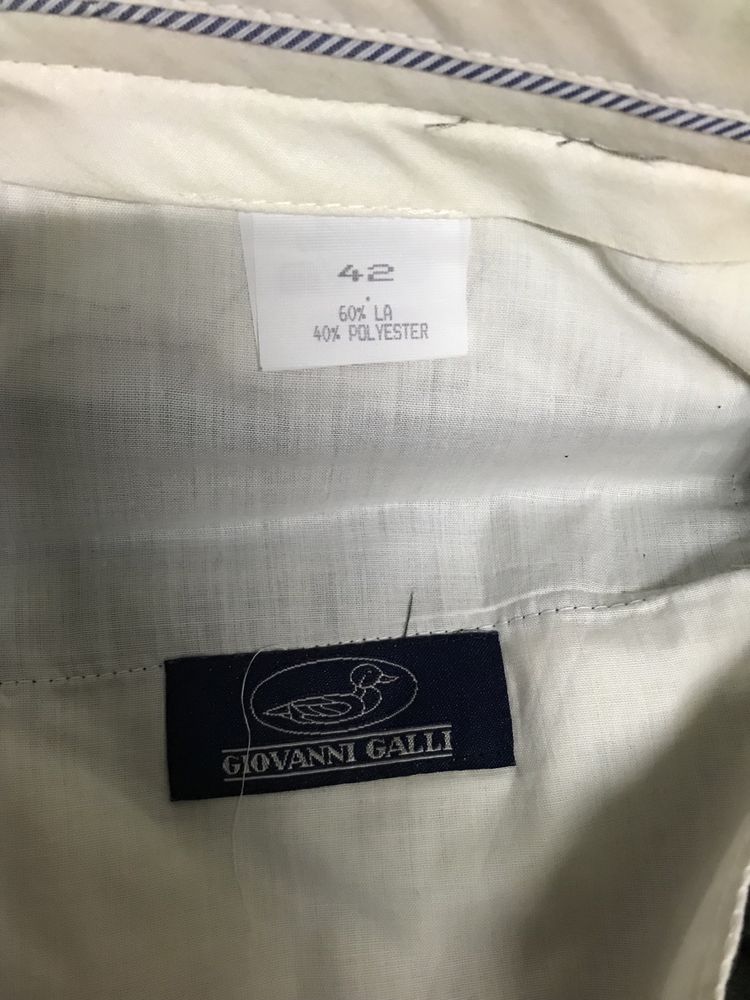 42
60% LA
40% POLYESTER
GIOVANNI GALLI